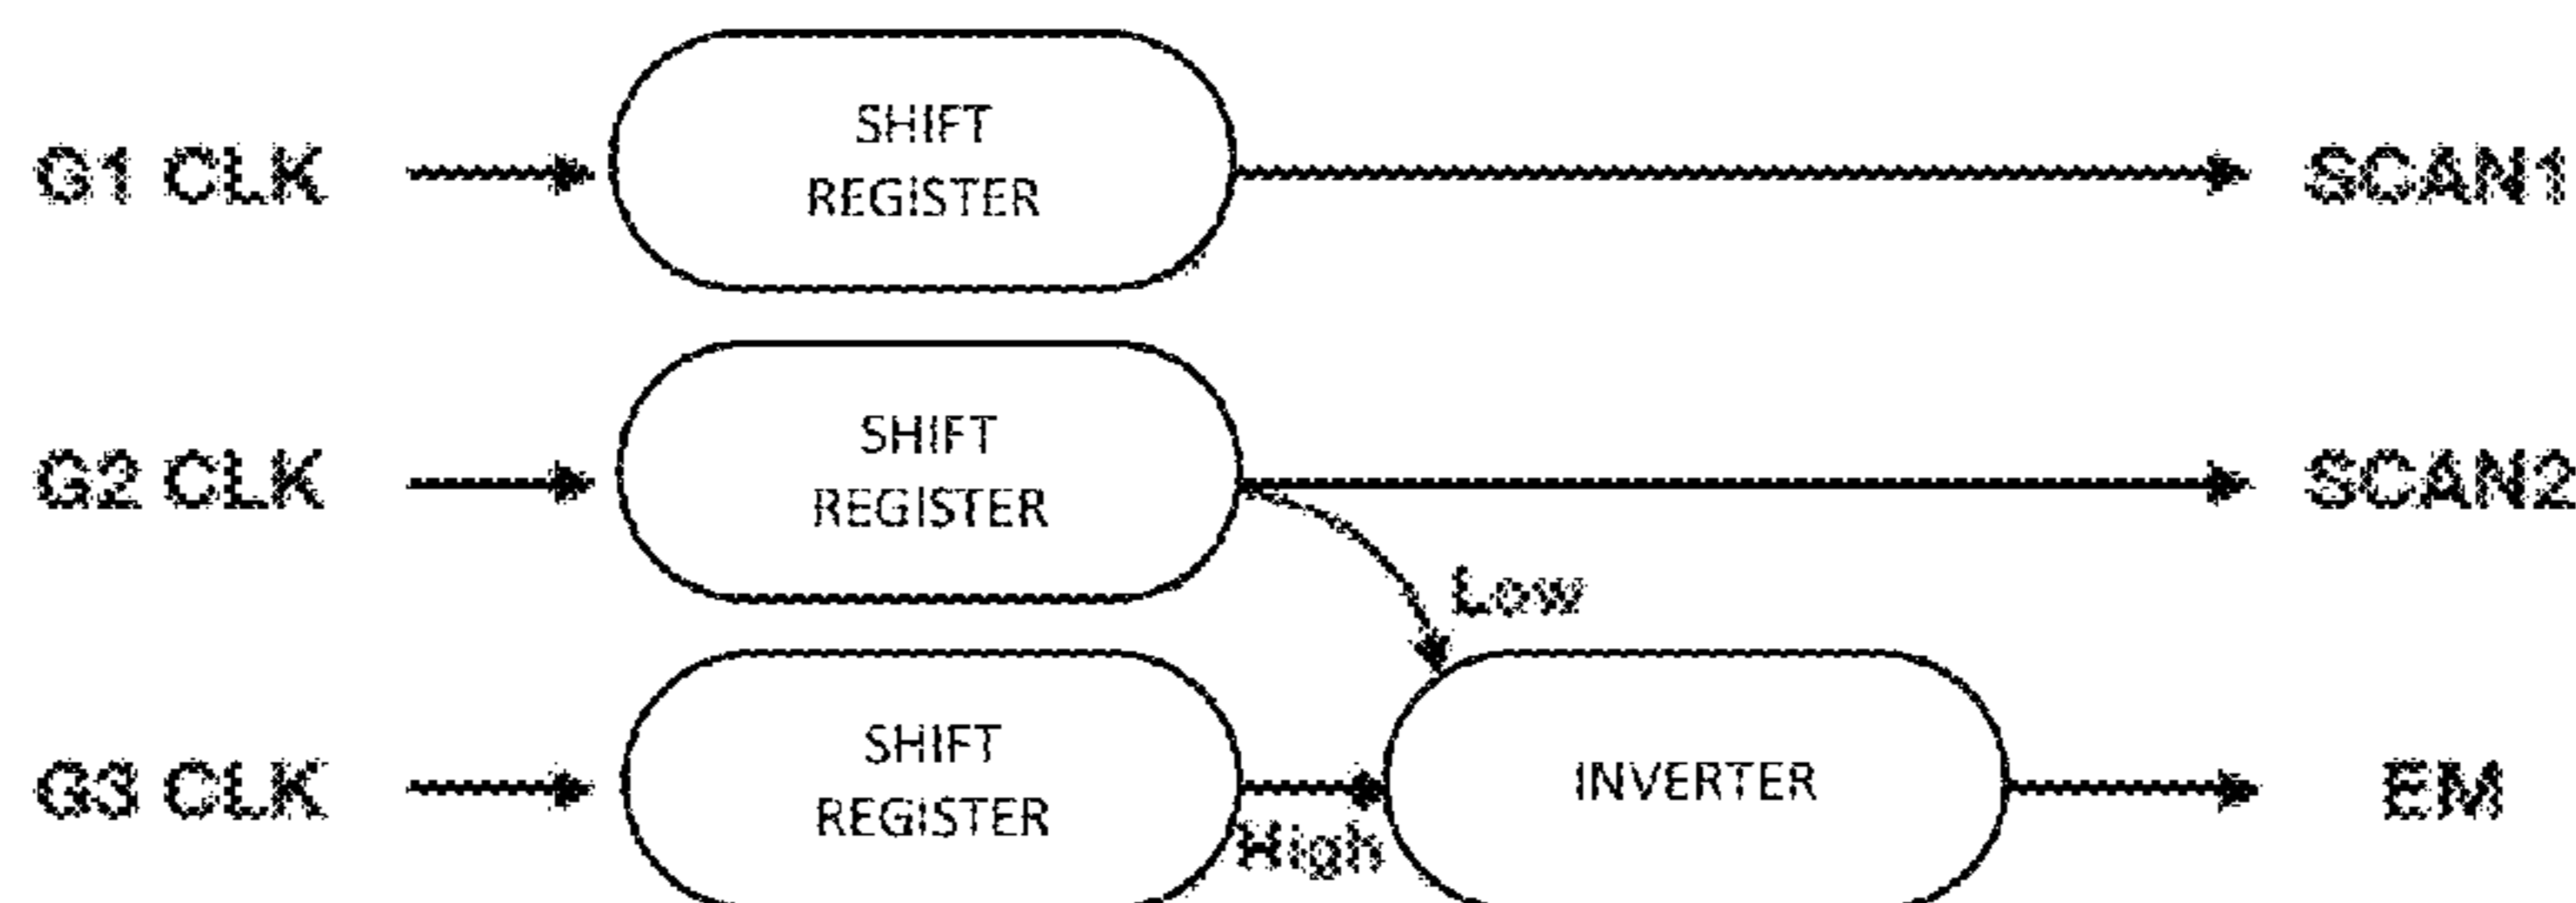 G1 CLK
SHIFT
REGISTER
SCAN1
G2 CLK
SHIFT
REGISTER
SCAN2
Low
G3 CLK
SHIFT
REGISTER
High
INVERTER
EM